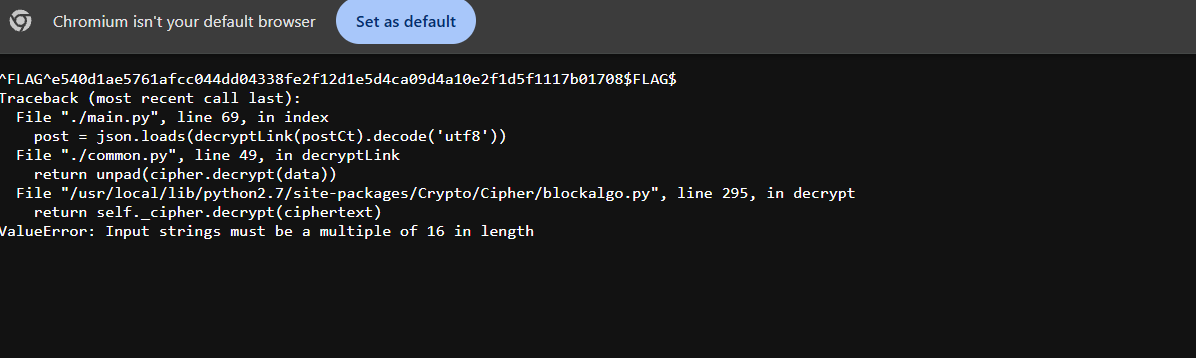 Chromium isn't your default browser Set as default
^FLAG^e540d1ae5761afcc044dd04338fe2f12d1e5d4ca09d4a10e2f1d5f1117b01708$FLAG$
Traceback (most recent call last):
  File "./main.py", line 69, in index
    post = json.loads(decryptLink(postCt).decode('utf8'))
  File "./common.py", line 49, in decryptLink
    return unpad(cipher.decrypt(data))
  File "/usr/local/lib/python2.7/site-packages/Crypto/Cipher/blockalgo.py", line 295, in decrypt
    return self._cipher.decrypt(ciphertext)
ValueError: Input strings must be a multiple of 16 in length